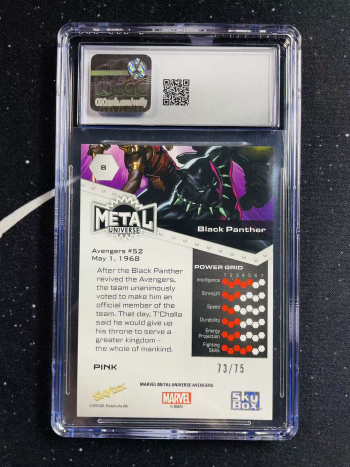 CGC
CGCcards.com/verify
8
METAL
UNIVERSE
Black Panther
Avengers #52
May 1, 1968
After the Black Panther
revived the Avengers,
the team unanimously
voted to make him an
official member of the
team. That day, T'Challa
said he would give up
his throne to serve a
greater kingdom –
the whole of mankind.
PINK
POWER GRID
1 2 3 4 5 6 7
Intelligence
Strength
Speed
Durability
Energy
Projection
Fighting
Skills
73/75
MARVEL METAL UNIVERSE AVENGERS
SkyBox
MARVEL
© MARVEL
SkyBox